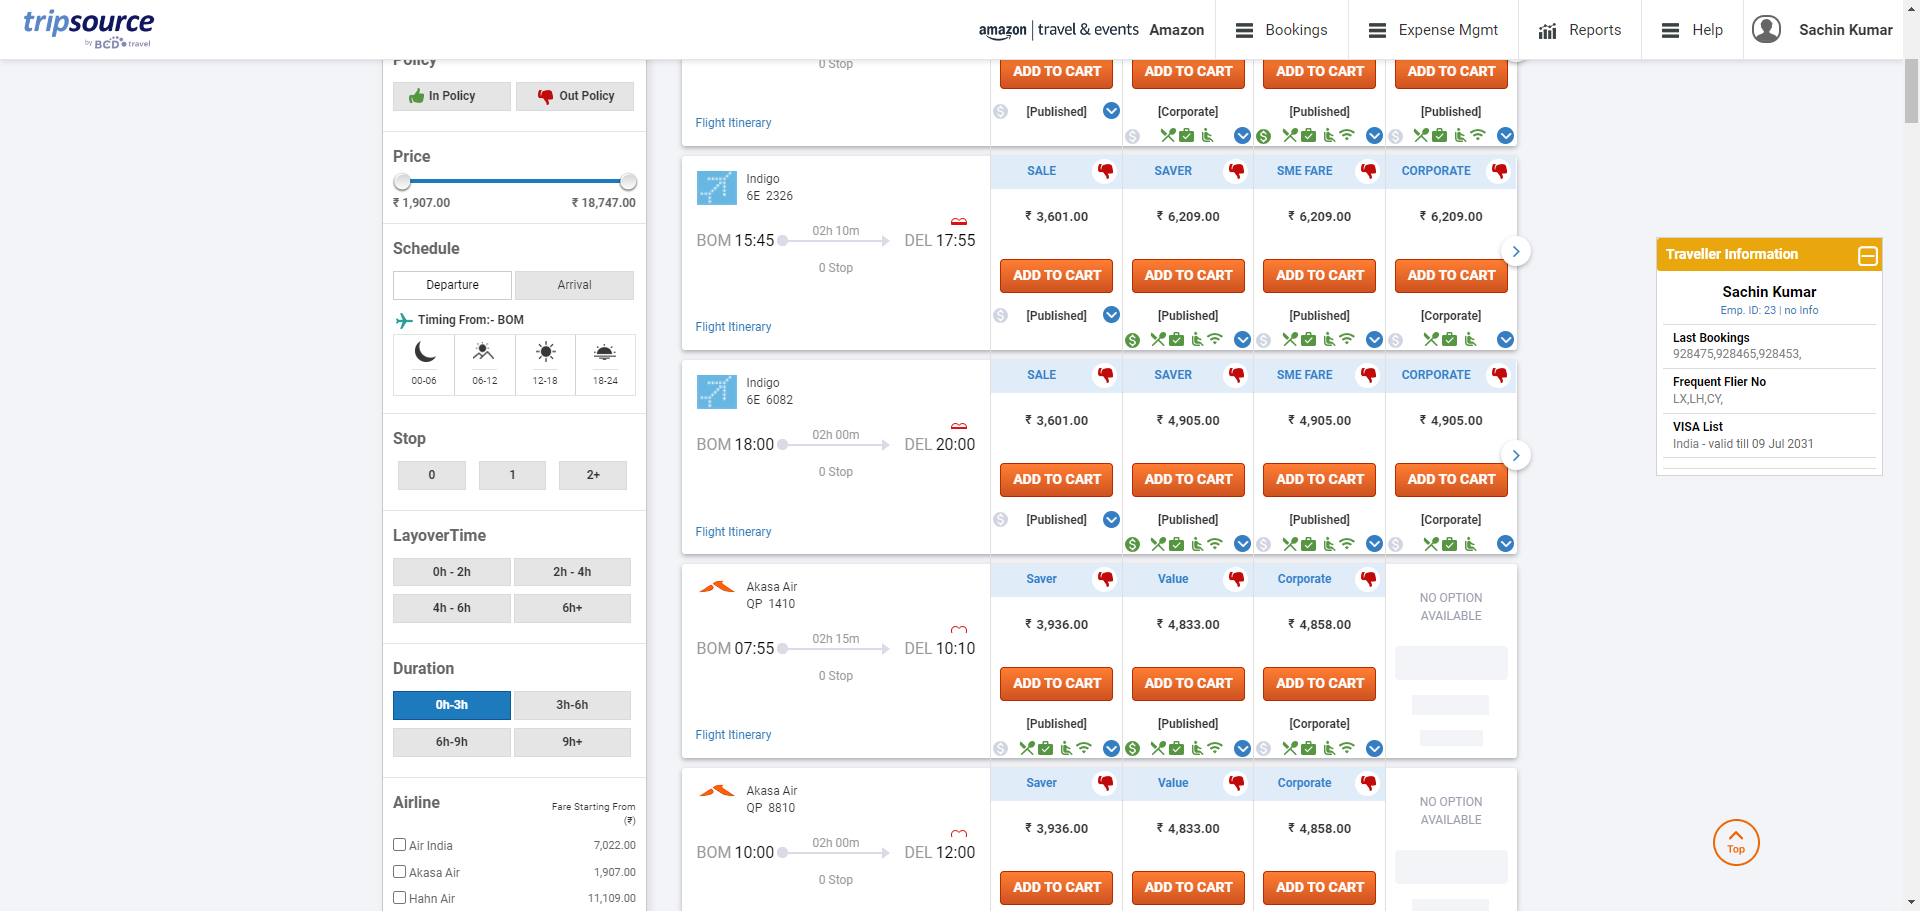 tripsource
by BCD travel
amazon | travel & events Amazon
Bookings
Expense Mgmt
Reports
Help
Sachin Kumar
Policy
In Policy
Out Policy
Price
₹ 1,907.00 ₹ 18,747.00
Schedule
Departure Arrival
Timing From:- BOM
00-06 06-12 12-18 18-24
Stop
0 1 2+
LayoverTime
0h - 2h 2h - 4h
4h - 6h 6h+
Duration
0h-3h 3h-6h
6h-9h 9h+
Airline Fare Starting From
(₹)
Air India 7,022.00
Akasa Air 1,907.00
Hahn Air 11,109.00
0 Stop
ADD TO CART ADD TO CART ADD TO CART ADD TO CART
[Published] [Corporate] [Published] [Published]
Flight Itinerary
Indigo
6E 2326
SALE SAVER SME FARE CORPORATE
₹ 3,601.00 ₹ 6,209.00 ₹ 6,209.00 ₹ 6,209.00
02h 10m
BOM 15:45 DEL 17:55
0 Stop
ADD TO CART ADD TO CART ADD TO CART ADD TO CART
[Published] [Published] [Published] [Corporate]
Flight Itinerary
Indigo
6E 6082
SALE SAVER SME FARE CORPORATE
₹ 3,601.00 ₹ 4,905.00 ₹ 4,905.00 ₹ 4,905.00
02h 00m
BOM 18:00 DEL 20:00
0 Stop
ADD TO CART ADD TO CART ADD TO CART ADD TO CART
[Published] [Published] [Published] [Corporate]
Flight Itinerary
Akasa Air
QP 1410
Saver Value Corporate
NO OPTION
AVAILABLE
₹ 3,936.00 ₹ 4,833.00 ₹ 4,858.00
02h 15m
BOM 07:55 DEL 10:10
0 Stop
ADD TO CART ADD TO CART ADD TO CART
[Published] [Published] [Corporate]
Flight Itinerary
Akasa Air
QP 8810
Saver Value Corporate
NO OPTION
AVAILABLE
₹ 3,936.00 ₹ 4,833.00 ₹ 4,858.00
02h 00m
BOM 10:00 DEL 12:00
0 Stop
ADD TO CART ADD TO CART ADD TO CART
Traveller Information
Sachin Kumar
Emp. ID: 23 | no Info
Last Bookings
928475,928465,928453,
Frequent Flier No
LX,LH,CY,
VISA List
India - valid till 09 Jul 2031
Top